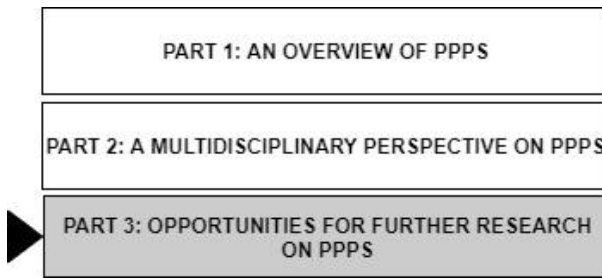 PART 1: AN OVERVIEW OF PPPS
PART 2: A MULTIDISCIPLINARY PERSPECTIVE ON PPPS
PART 3: OPPORTUNITIES FOR FURTHER RESEARCH
ON PPPS